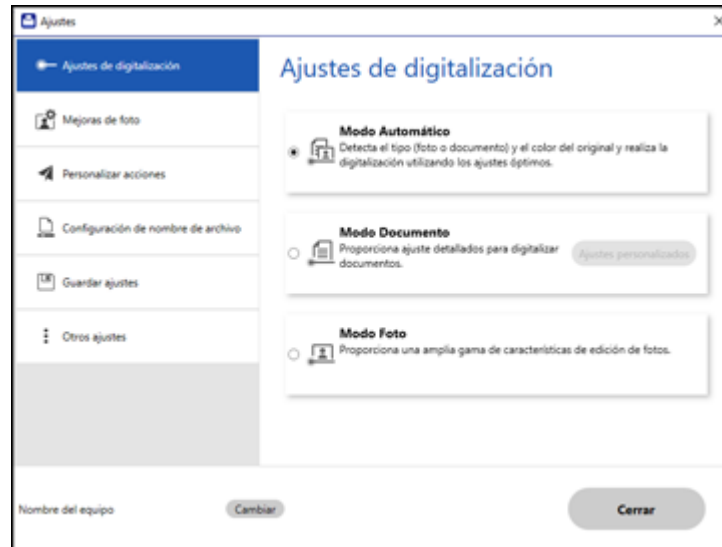 Ajustes
Ajustes de digitalización
Mejoras de foto
Personalizar acciones
Configuración de nombre de archivo
Guardar ajustes
Otros ajustes
Ajustes de digitalización
Modo Automático
Detecta el tipo (foto o documento) y el color del original y realiza la
digitalización utilizando los ajustes óptimos.
Modo Documento
Proporciona ajuste detallados para digitalizar
documentos.
Ajustes personalizados
Modo Foto
Proporciona una amplia gama de características de edición de fotos.
Nombre del equipo
Cambiar
Cerrar